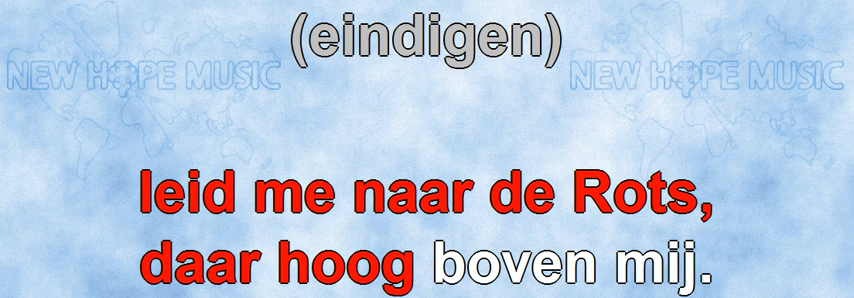 (eindigen)
NEW HOPE MUSIC NEW HOPE MUSIC
leid me naar de Rots,
daar hoog boven mij.